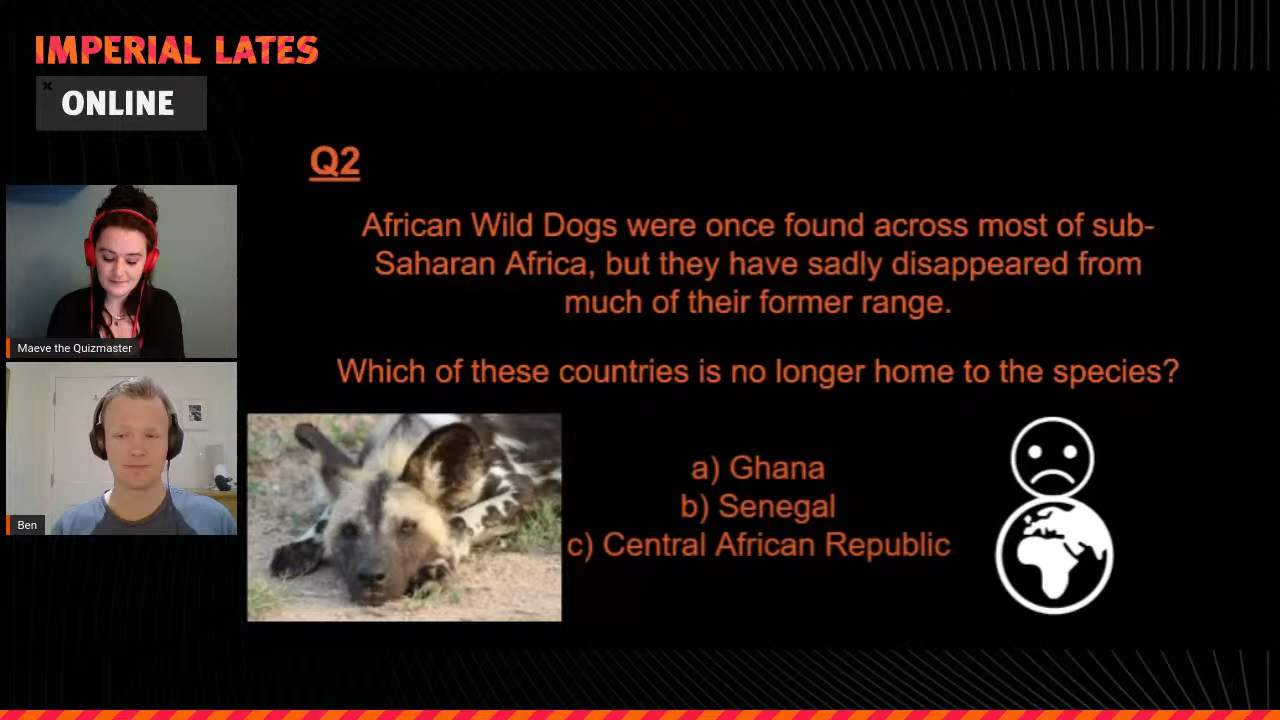 IMPERIAL LATES
ONLINE
Q2
African Wild Dogs were once found across most of sub-
Saharan Africa, but they have sadly disappeared from
much of their former range.
Which of these countries is no longer home to the species?
a) Ghana
b) Senegal
c) Central African Republic
Maeve the Quizmaster
Ben